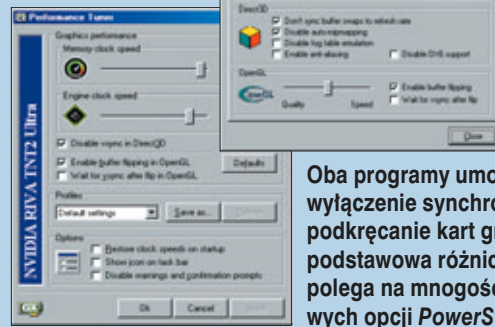 Performance Tuner
Graphics performance
Memory clock speed
Engine clock speed
Disable vsync in Direct3D
Enable buffer flipping in OpenGL
Wait for vsync after flip in OpenGL
Defaults
Profiles
Default settings
Save as...
Delete
Options
Restore clock speeds on startup
Show icon on task bar
Disable warnings and confirmation prompts
Ok
Cancel
NVIDIA RIVA TNT2 Ultra
Direct3D
Don't sync buffer swaps to refresh rate
Disable auto-mipmapping
Disable fog table emulation
Enable anti-aliasing
Disable DX6 support
OpenGL
Quality
Speed
Enable buffer flipping
Wait for vsync after flip
Done
Oba programy umo
wyłączenie synchro
podkręcanie kart gr
podstawowa różnic
polega na mnogośc
wych opcji PowerS